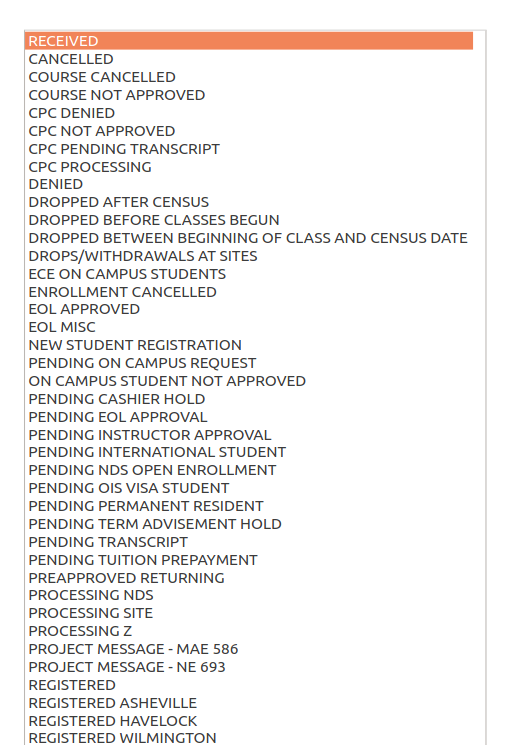 RECEIVED
CANCELLED
COURSE CANCELLED
COURSE NOT APPROVED
CPC DENIED
CPC NOT APPROVED
CPC PENDING TRANSCRIPT
CPC PROCESSING
DENIED
DROPPED AFTER CENSUS
DROPPED BEFORE CLASSES BEGUN
DROPPED BETWEEN BEGINNING OF CLASS AND CENSUS DATE
DROPS/WITHDRAWALS AT SITES
ECE ON CAMPUS STUDENTS
ENROLLMENT CANCELLED
EOL APPROVED
EOL MISC
NEW STUDENT REGISTRATION
PENDING ON CAMPUS REQUEST
ON CAMPUS STUDENT NOT APPROVED
PENDING CASHIER HOLD
PENDING EOL APPROVAL
PENDING INSTRUCTOR APPROVAL
PENDING INTERNATIONAL STUDENT
PENDING NDS OPEN ENROLLMENT
PENDING OIS VISA STUDENT
PENDING PERMANENT RESIDENT
PENDING TERM ADVISEMENT HOLD
PENDING TRANSCRIPT
PENDING TUITION PREPAYMENT
PREAPPROVED RETURNING
PROCESSING NDS
PROCESSING SITE
PROCESSING Z
PROJECT MESSAGE - MAE 586
PROJECT MESSAGE - NE 693
REGISTERED
REGISTERED ASHEVILLE
REGISTERED HAVELOCK
REGISTERED WILMINGTON